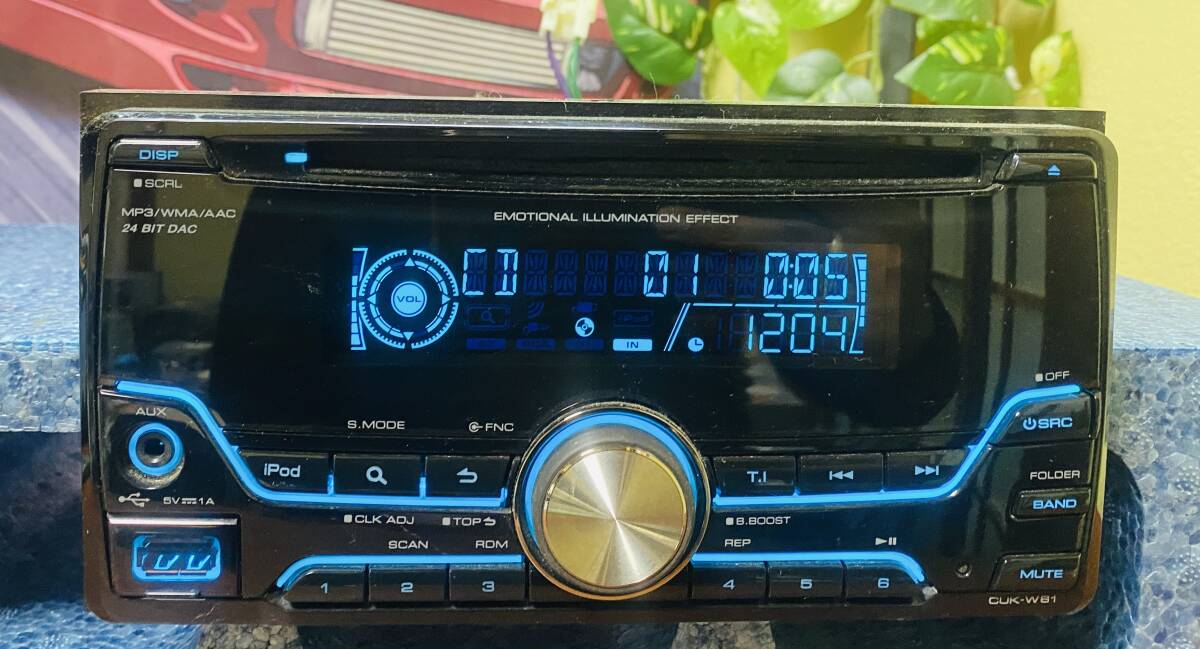 DISP
SCRL
MP3/WMA/AAC
24 BIT DAC
EMOTIONAL ILLUMINATION EFFECT
VOL
CD 01 0:05
IN 1204
OFF
AUX
S.MODE
FNC
SRC
iPod
T.I
FOLDER
5V 1A
BAND
CLK ADJ
TOP
B.BOOST
SCAN
RDM
REP
1
2
3
4
5
6
MUTE
CUK-W81